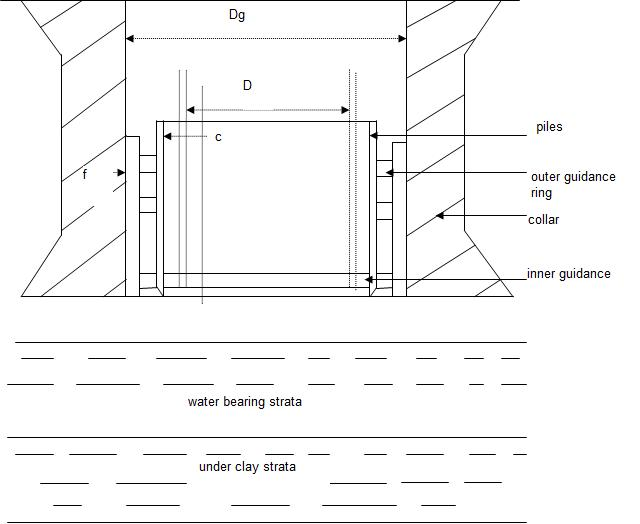 Dg
D
piles
c
f
outer guidance
ring
collar
inner guidance
water bearing strata
under clay strata